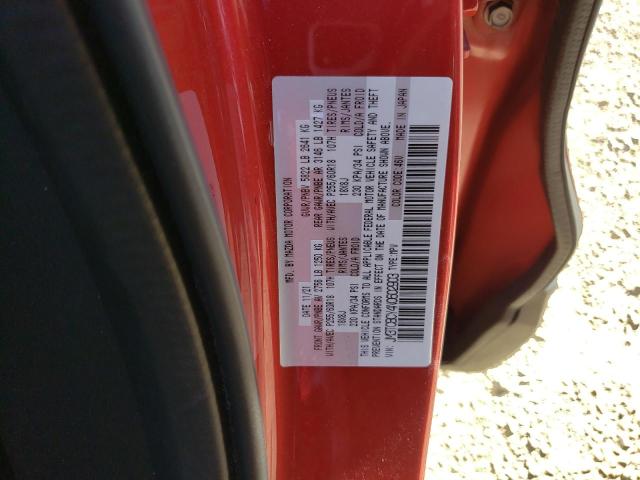 MFD. BY MAZDA MOTOR CORPORATION
DATE 11/21 GVWR/PNBV 5822 LB 2641 KG
FRONT GAWR/PNBE AV 2756 LB 1250 KG REAR GAWR/PNBE AR 3146 LB 1427 KG
WITH/AVEC P255/60R18 107H TIRES/PNEUS WITH/AVEC P255/60R18 107H TIRES/PNEUS
18X8J RIMS/JANTES 18X8J RIMS/JANTES
230 KPA/34 PSI COLD/A FROID 230 KPA/34 PSI COLD/A FROID
THIS VEHICLE CONFORMS TO ALL APPLICABLE FEDERAL MOTOR VEHICLE SAFETY AND THEFT
PREVENTION STANDARDS IN EFFECT ON THE DATE OF MANUFACTURE SHOWN ABOVE.
VIN: JM3TCBCY4N0602803 TYPE: MPV COLOR CODE 46V MADE IN JAPAN